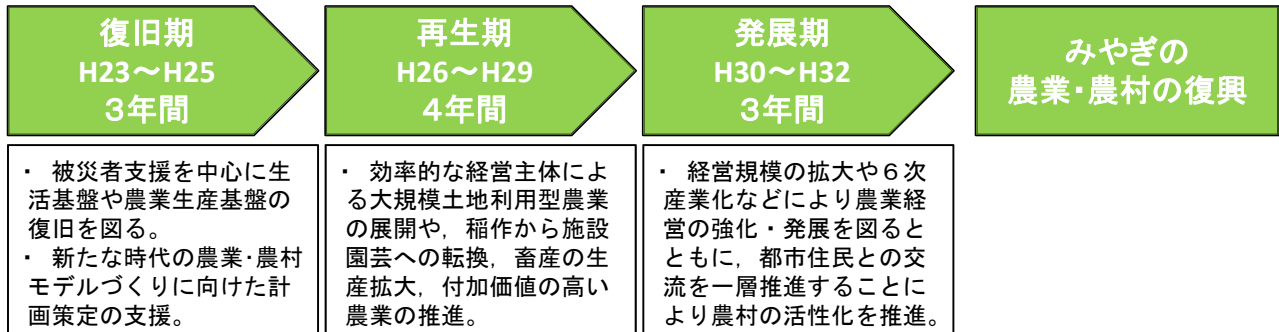 復旧期
H23～H25
３年間
再生期
H26～H29
４年間
発展期
H30～H32
３年間
みやぎの
農業・農村の復興
・ 被災者支援を中心に生
活基盤や農業生産基盤の
復旧を図る。
・ 新たな時代の農業・農村
モデルづくりに向けた計
画策定の支援。
・ 効率的な経営主体によ
る大規模土地利用型農業
の展開や，稲作から施設
園芸への転換，畜産の生
産拡大，付加価値の高い
農業の推進。
・ 経営規模の拡大や６次
産業化などにより農業経
営の強化・発展を図ると
ともに，都市住民との交
流を一層推進することに
より農村の活性化を推進。